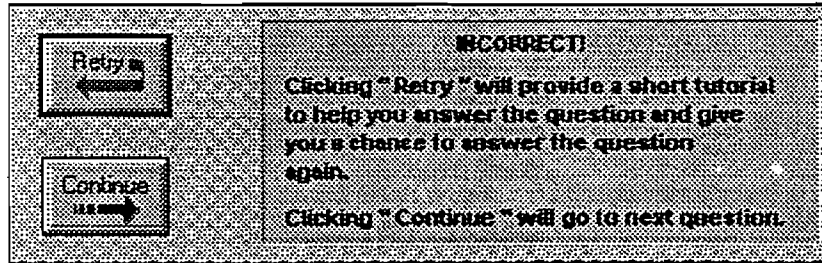 Retry
Continue
INCORRECT!
Clicking " Retry " will provide a short tutorial
to help you answer the question and give
you a chance to answer the question
again.
Clicking " Continue " will go to next question.